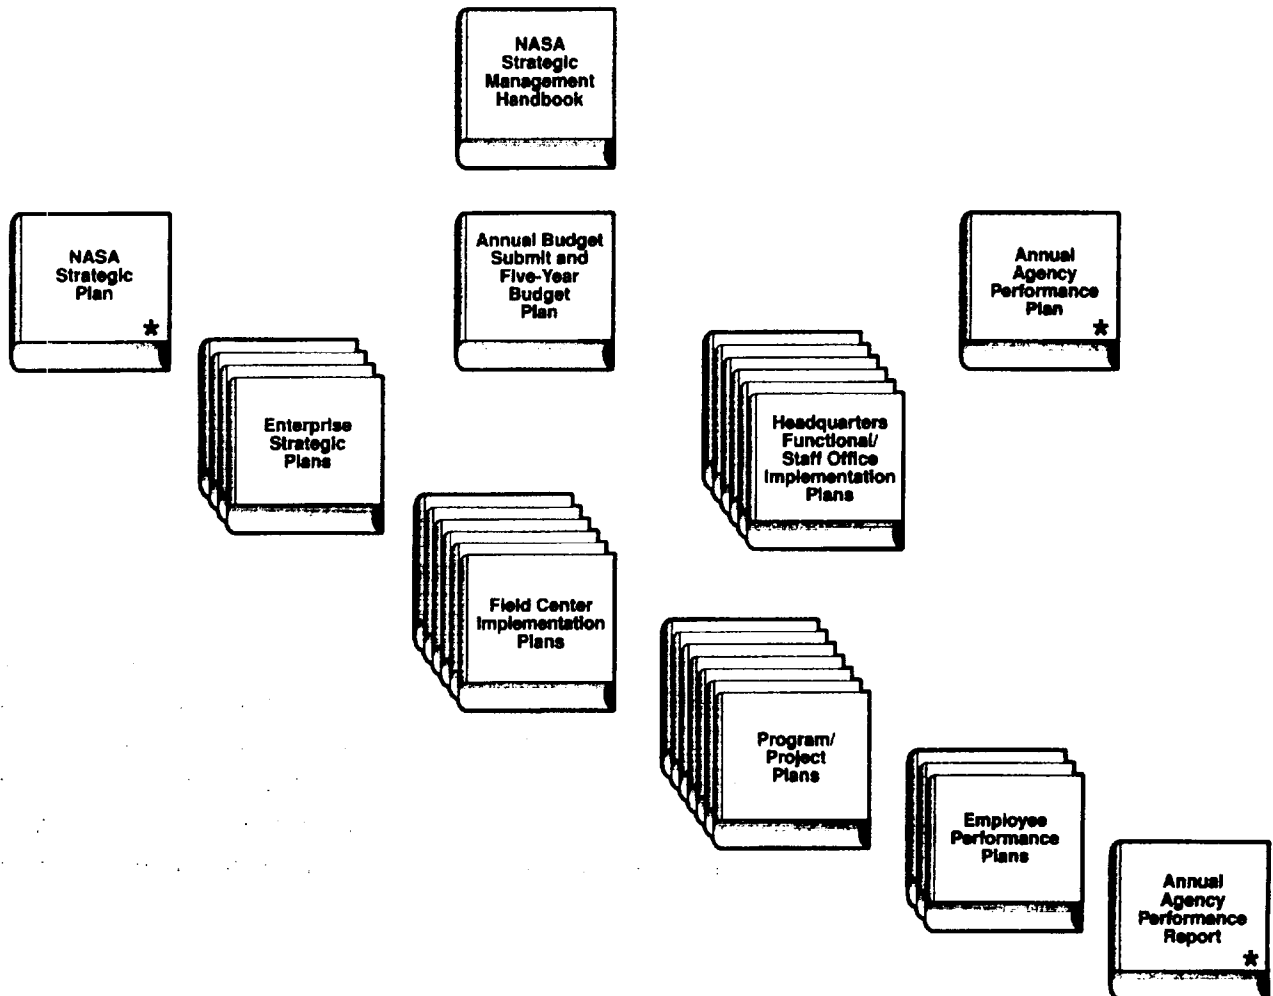 NASA
Strategic
Management
Handbook
NASA
Strategic
Plan
*
Annual Budget
Submit and
Five-Year
Budget
Plan
Annual
Agency
Performance
Plan
*
Enterprise
Strategic
Plans
Headquarters
Functional/
Staff Office
Implementation
Plans
Field Center
Implementation
Plans
Program/
Project
Plans
Employee
Performance
Plans
Annual
Agency
Performance
Report
*